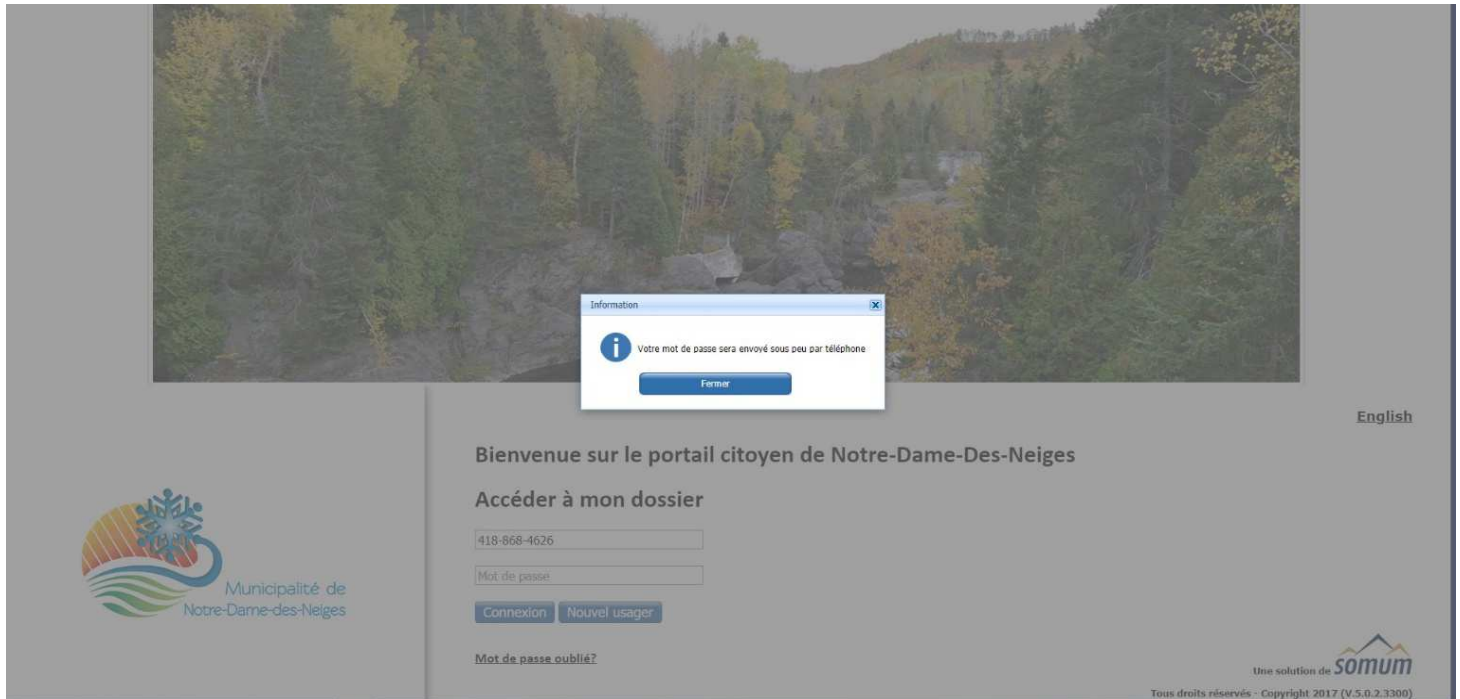 Information
Votre mot de passe sera envoyé sous peu par téléphone
Fermer
English
Bienvenue sur le portail citoyen de Notre-Dame-Des-Neiges
Accéder à mon dossier
418-868-4626
Mot de passe
Connexion Nouvel usager
Mot de passe oublié?
Municipalité de
Notre-Dame-des-Neiges
Une solution de somum
Tous droits réservés - Copyright 2017 (V.5.0.2.3300)